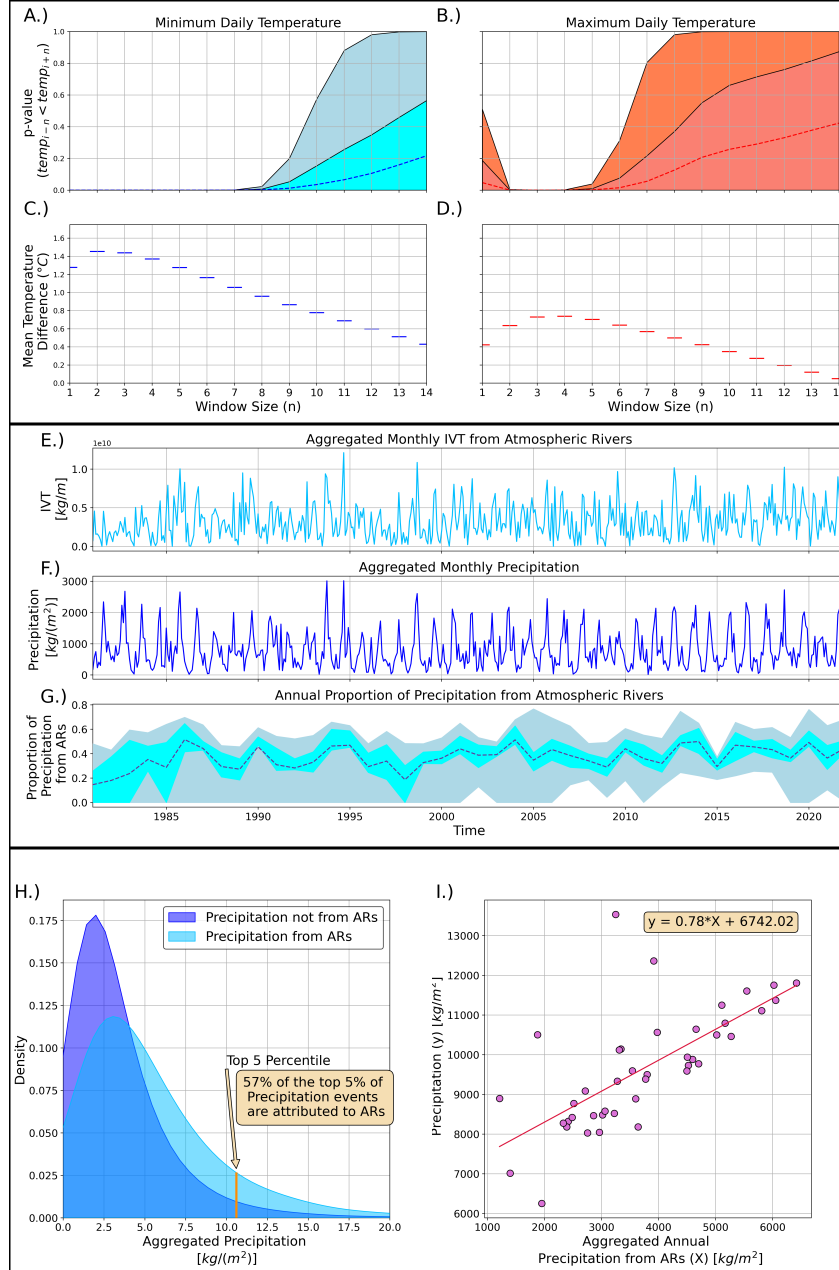 A.)
Minimum Daily Temperature
B.)
Maximum Daily Temperature
p-value
(temp_{i−n} < temp_{i+n})
1.0
0.8
0.6
0.4
0.2
0.0
C.)
D.)
Mean Temperature
Difference (°C)
1.6
1.4
1.2
1.0
0.8
0.6
0.4
0.2
0.0
1 2 3 4 5 6 7 8 9 10 11 12 13 14
Window Size (n)
1 2 3 4 5 6 7 8 9 10 11 12 13 14
Window Size (n)
E.)
1e10
Aggregated Monthly IVT from Atmospheric Rivers
IVT
[kg/m]
1.0
0.5
0.0
F.)
Aggregated Monthly Precipitation
Precipitation
[kg/(m²)]
3000
2000
1000
0
G.)
Annual Proportion of Precipitation from Atmospheric Rivers
Proportion of
Precipitation
from ARs
0.8
0.6
0.4
0.2
0.0
1985 1990 1995 2000 2005 2010 2015 2020
Time
H.)
Precipitation not from ARs
Precipitation from ARs
Density
0.175
0.150
0.125
0.100
0.075
0.050
0.025
0.000
Top 5 Percentile
57% of the top 5% of
Precipitation events
are attributed to ARs
0.0 2.5 5.0 7.5 10.0 12.5 15.0 17.5 20.0
Aggregated Precipitation
[kg/(m²)]
I.)
y = 0.78*X + 6742.02
Precipitation (y) [kg/m²]
13000
12000
11000
10000
9000
8000
7000
6000
1000 2000 3000 4000 5000 6000
Aggregated Annual
Precipitation from ARs (X) [kg/m²]